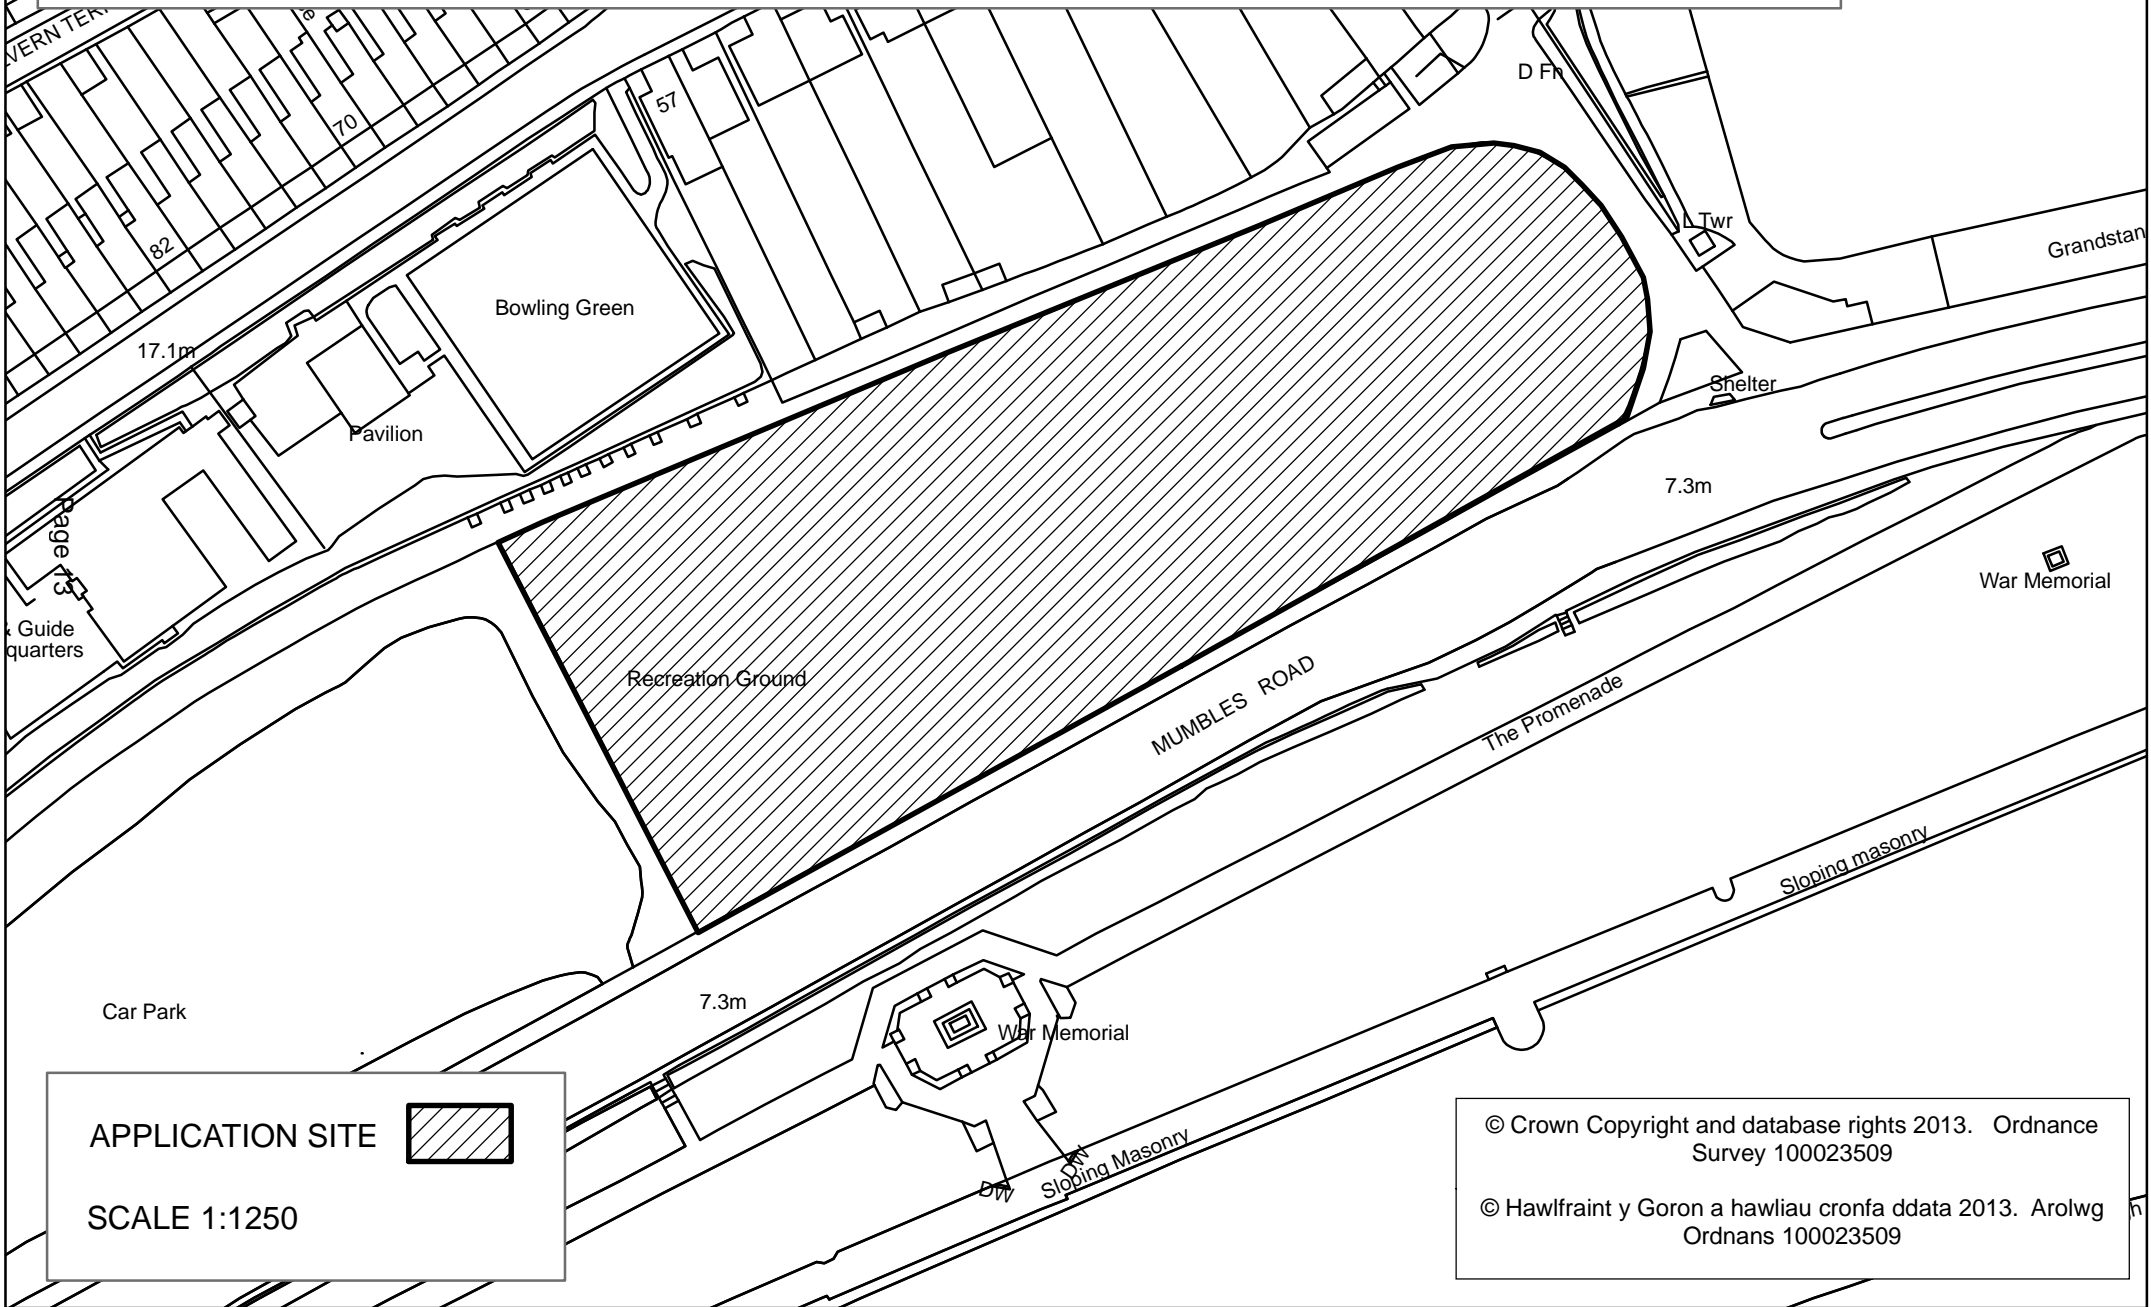 57
D Fn
70
L Twr
82
Grandstan
Bowling Green
17.1m
Shelter
Pavilion
7.3m
Page 73
War Memorial
& Guide
quarters
Recreation Ground
MUMBLES ROAD
The Promenade
Sloping masonry
Car Park
7.3m
War Memorial
DW
DW
Sloping Masonry
APPLICATION SITE
SCALE 1:1250
© Crown Copyright and database rights 2013. Ordnance
Survey 100023509
© Hawlfraint y Goron a hawliau cronfa ddata 2013. Arolwg
Ordnans 100023509